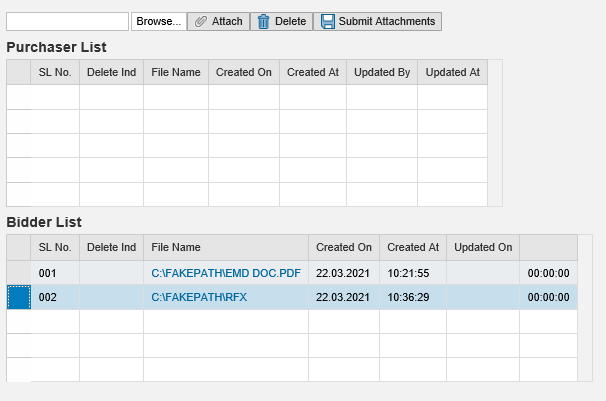 Browse... Attach Delete Submit Attachments
Purchaser List
SL No. Delete Ind File Name Created On Created At Updated By Updated At
Bidder List
SL No. Delete Ind File Name Created On Created At Updated On
001 C:\FAKEPATH\EMD DOC.PDF 22.03.2021 10:21:55 00:00:00
002 C:\FAKEPATH\RFX 22.03.2021 10:36:29 00:00:00